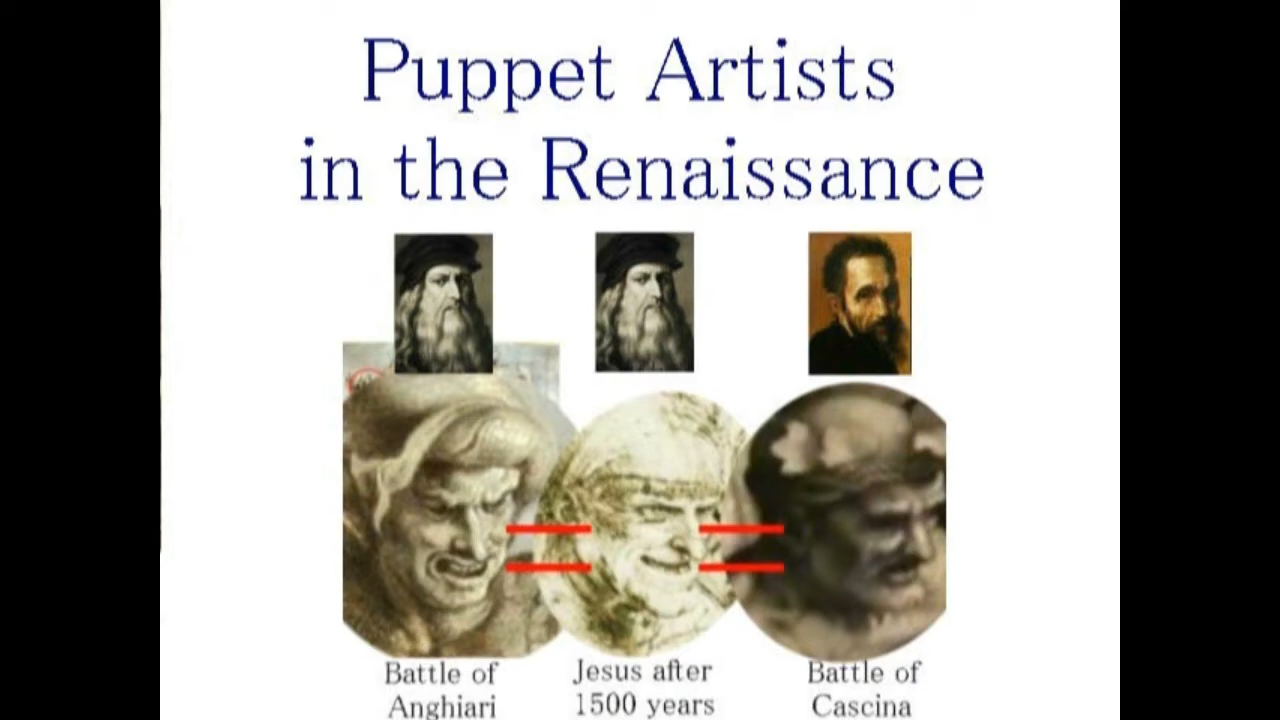 Puppet Artists
in the Renaissance
Battle of
Anghiari
Jesus after
1500 years
Battle of
Cascina